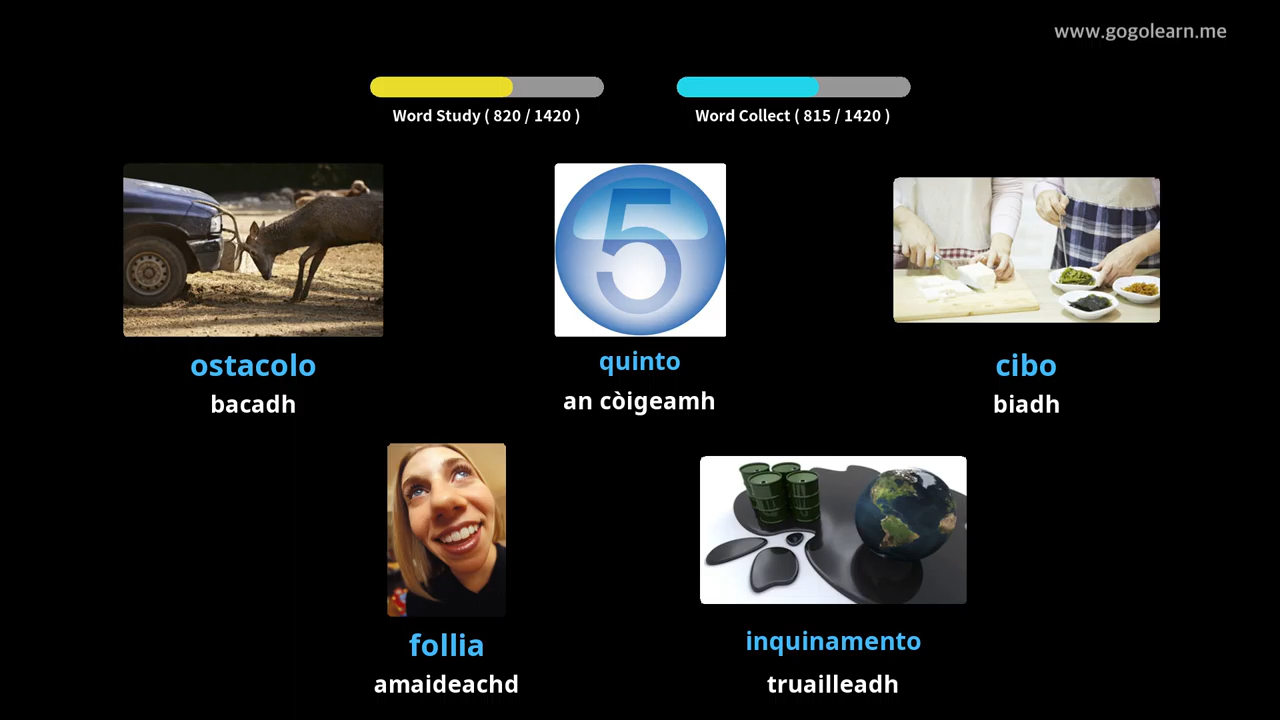 www.gogolearn.me
Word Study ( 820 / 1420 )
Word Collect ( 815 / 1420 )
5
ostacolo
bacadh
quinto
an còigeamh
cibo
biadh
follia
amaideachd
inquinamento
truailleadh